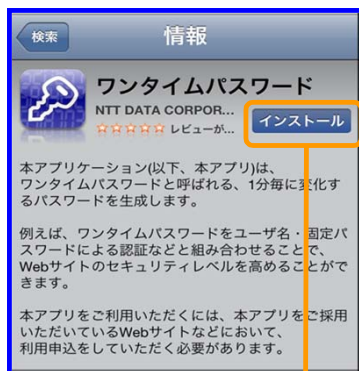 検索
情報
ワンタイムパスワード
NTT DATA CORPOR...
レビューが...
インストール
本アプリケーション(以下、本アプリ)は、
ワンタイムパスワードと呼ばれる、1分毎に変化す
るパスワードを生成します。
例えば、ワンタイムパスワードをユーザ名・固定パ
スワードによる認証などと組み合わせることで、
Webサイトのセキュリティレベルを高めることがで
きます。
本アプリをご利用いただくには、本アプリをご採用
いただいているWebサイトなどにおいて、
利用申込をしていただく必要があります。